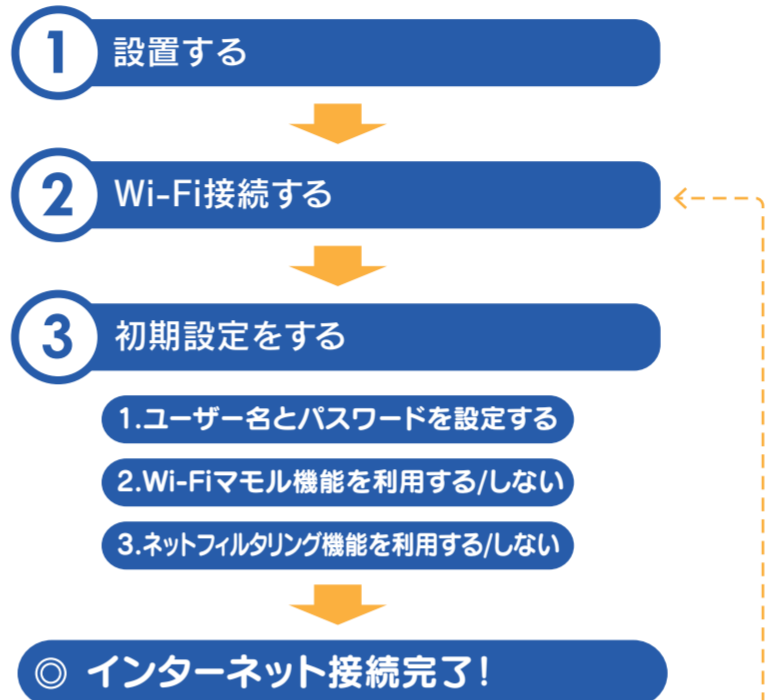 1 設置する
2 Wi-Fi接続する
3 初期設定をする
1.ユーザー名とパスワードを設定する
2.Wi-Fiマモル機能を利用する/しない
3.ネットフィルタリング機能を利用する/しない
◎ インターネット接続完了!